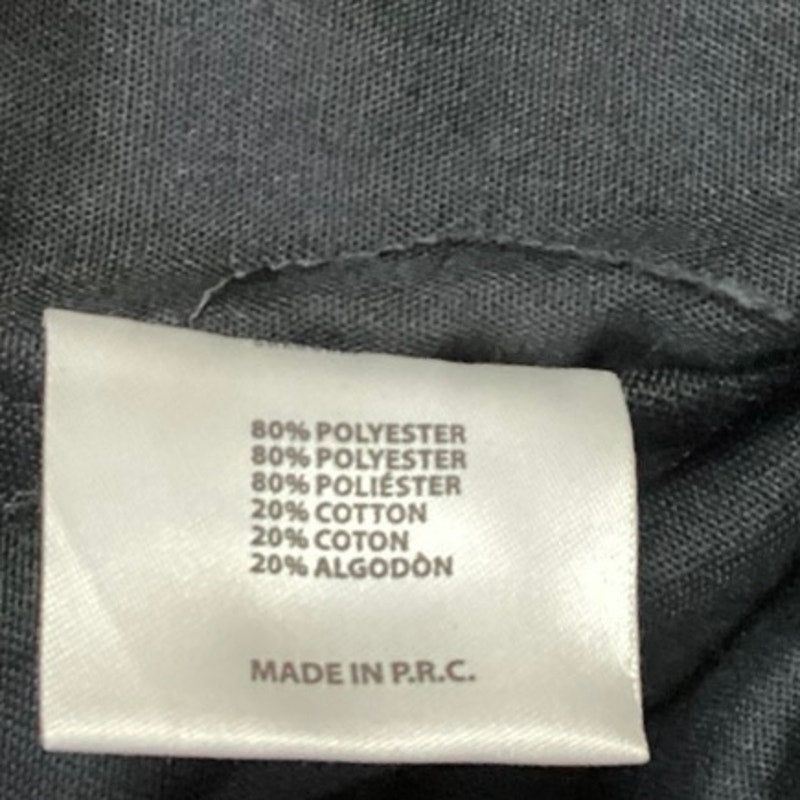 80% POLYESTER
80% POLYESTER
80% POLIÉSTER
20% COTTON
20% COTON
20% ALGODÒN
MADE IN P.R.C.